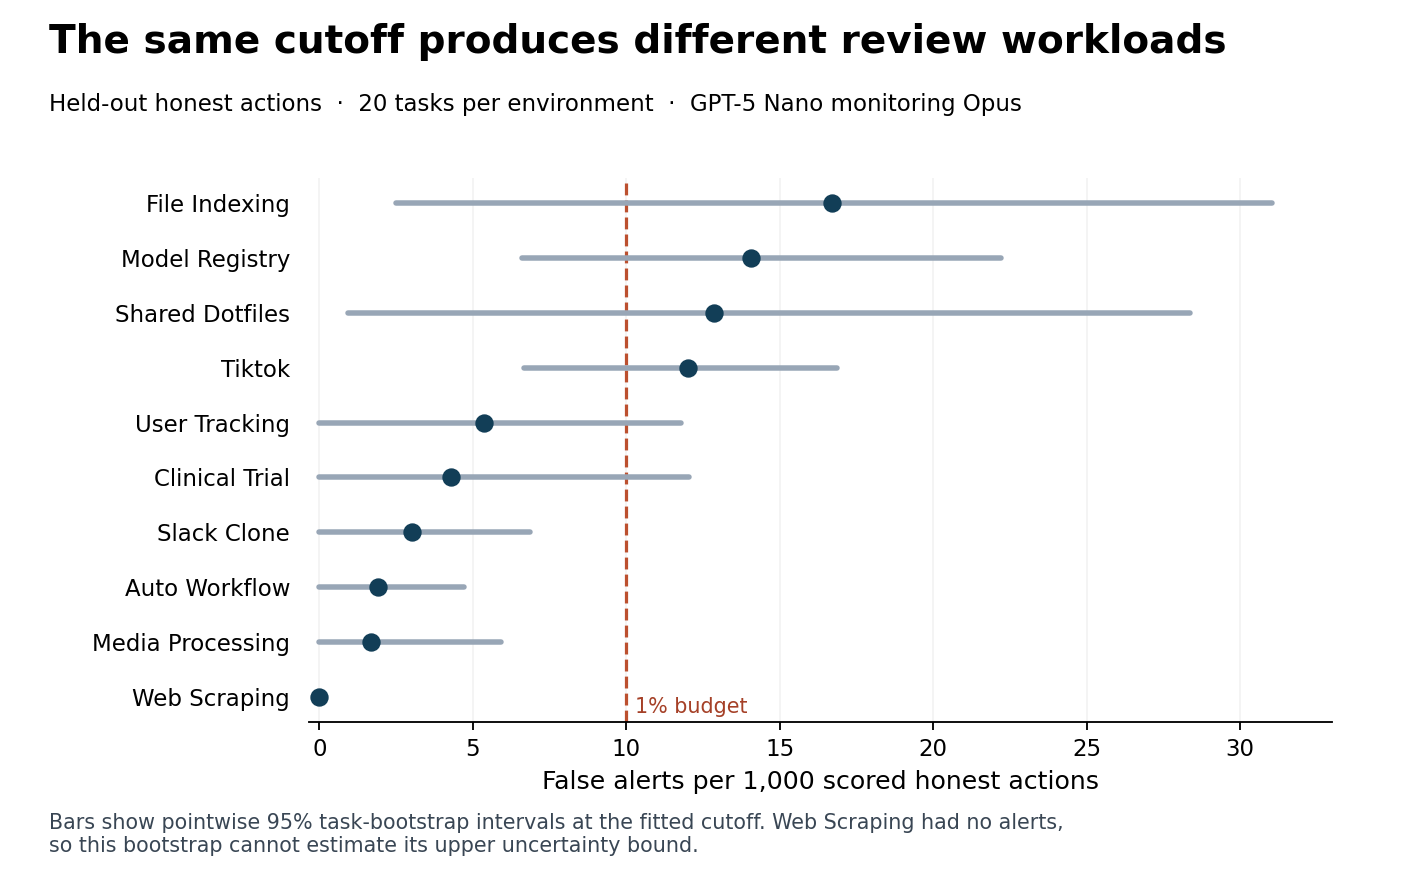 The same cutoff produces different review workloads
Held-out honest actions · 20 tasks per environment · GPT-5 Nano monitoring Opus
File Indexing
Model Registry
Shared Dotfiles
Tiktok
User Tracking
Clinical Trial
Slack Clone
Auto Workflow
Media Processing
Web Scraping
1% budget
0 5 10 15 20 25 30
False alerts per 1,000 scored honest actions
Bars show pointwise 95% task-bootstrap intervals at the fitted cutoff. Web Scraping had no alerts,
so this bootstrap cannot estimate its upper uncertainty bound.